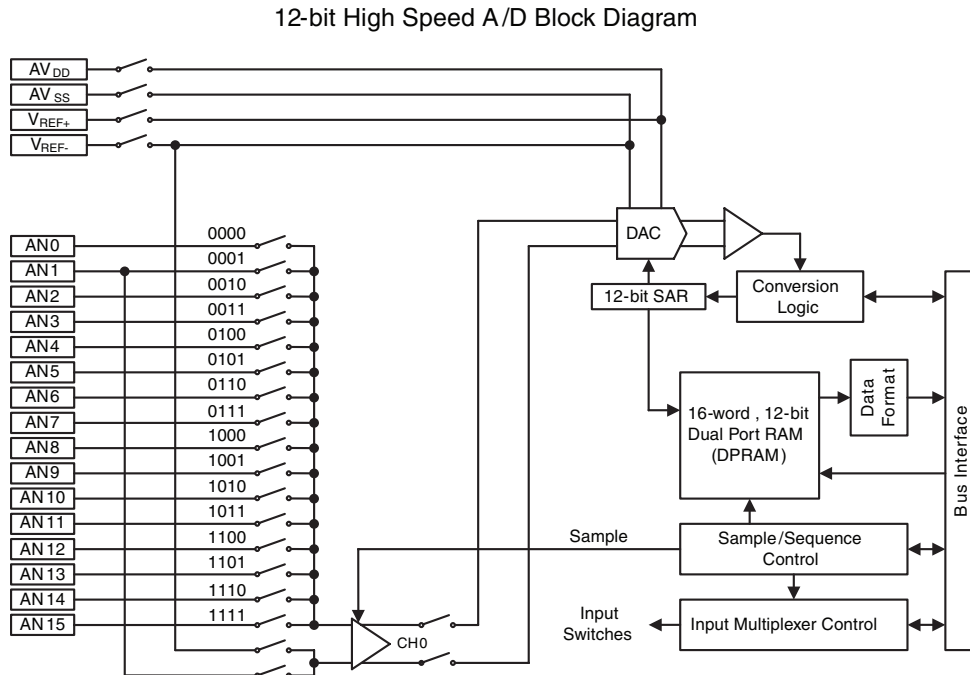 12-bit High Speed A/D Block Diagram
AVDD
AVSS
VREF+
VREF-
AN0
0000
AN1
0001
AN2
0010
AN3
0011
AN4
0100
AN5
0101
AN6
0110
AN7
0111
AN8
1000
AN9
1001
AN10
1010
AN11
1011
AN12
1100
AN13
1101
AN14
1110
AN15
1111
CH0
DAC
12-bit SAR
Conversion
Logic
16-word , 12-bit
Dual Port RAM
(DPRAM)
Data
Format
Bus Interface
Sample
Sample/Sequence
Control
Input
Switches
Input Multiplexer Control